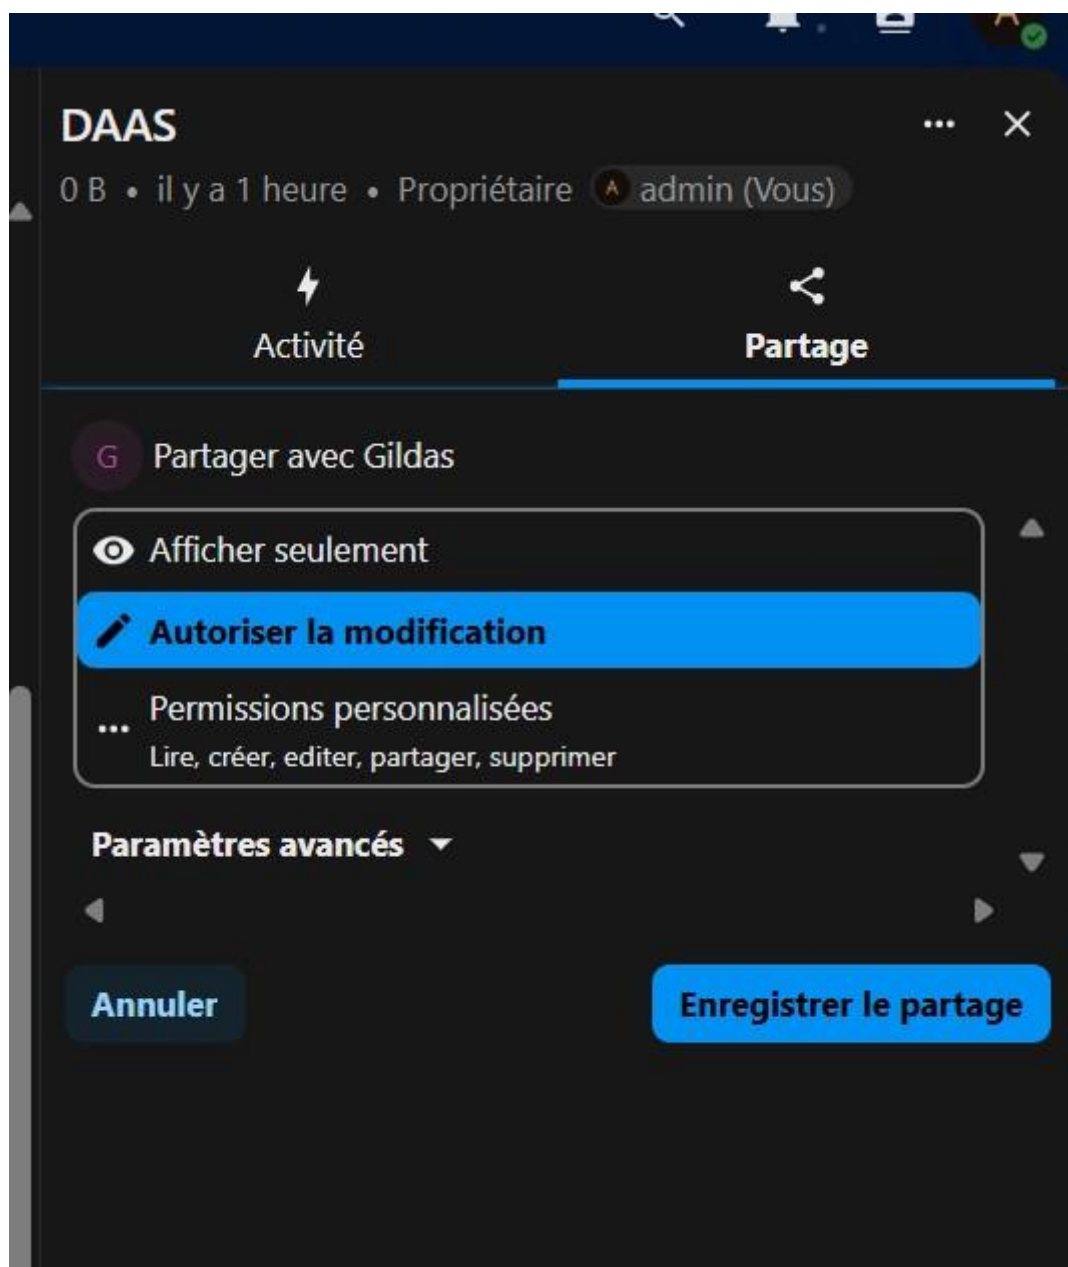 A
DAAS
0 B • il y a 1 heure • Propriétaire A admin (Vous)
Activité
Partage
G Partager avec Gildas
Afficher seulement
Autoriser la modification
Permissions personnalisées
Lire, créer, editer, partager, supprimer
Paramètres avancés
Annuler
Enregistrer le partage